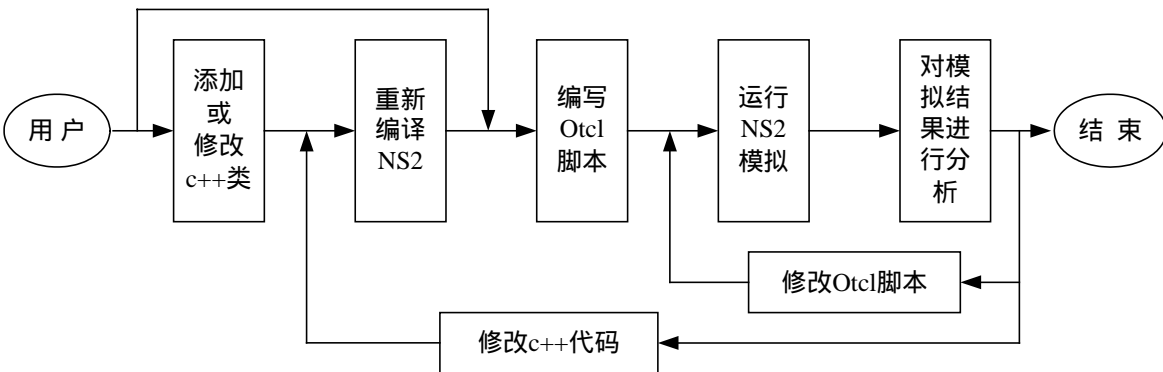 用 户
添加
或
修改
c++类
重新
编译
NS2
编写
Otcl
脚本
运行
NS2
模拟
对模
拟结
果进
行分
析
结 束
修改Otcl脚本
修改c++代码